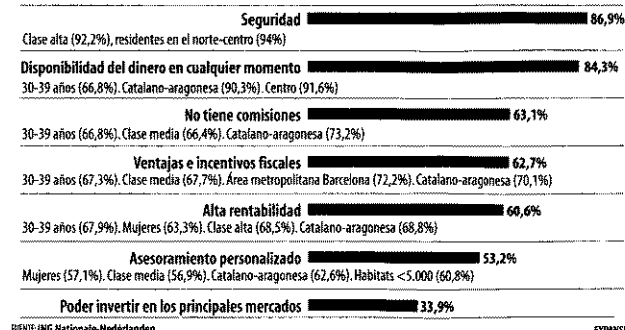 Seguridad 86,9%
Clase alta (92,2%), residentes en el norte-centro (94%)
Disponibilidad del dinero en cualquier momento 84,3%
30-39 años (66,8%). Catalano-aragonesa (90,3%). Centro (91,6%)
No tiene comisiones 63,1%
30-39 años (66,8%). Clase media (66,4%). Catalano-aragonesa (73,2%)
Ventajas e incentivos fiscales 62,7%
30-39 años (67,3%). Clase media (67,7%). Área metropolitana Barcelona (72,2%). Catalano-aragonesa (70,1%)
Alta rentabilidad 60,6%
30-39 años (67,9%). Mujeres (63,3%). Clase alta (68,5%). Catalano-aragonesa (68,8%)
Asesoramiento personalizado 53,2%
Mujeres (57,1%). Clase media (56,9%). Catalano-aragonesa (62,6%). Habitats <5.000 (60,8%)
Poder invertir en los principales mercados 33,9%
FUENTE: ING Nationale-Nederlanden